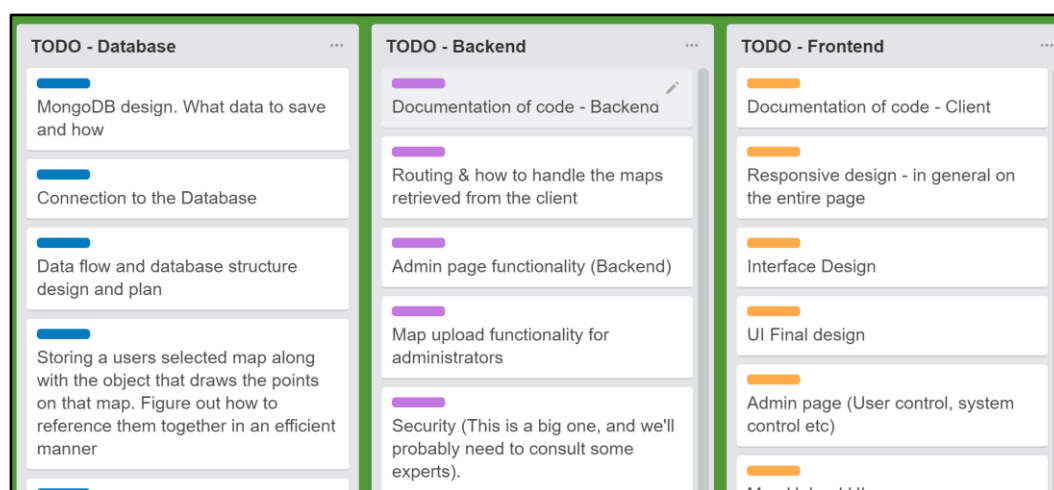 TODO - Database
MongoDB design. What data to save
and how
Connection to the Database
Data flow and database structure
design and plan
Storing a users selected map along
with the object that draws the points
on that map. Figure out how to
reference them together in an efficient
manner
TODO - Backend
Documentation of code - Backend
Routing & how to handle the maps
retrieved from the client
Admin page functionality (Backend)
Map upload functionality for
administrators
Security (This is a big one, and we'll
probably need to consult some
experts).
TODO - Frontend
Documentation of code - Client
Responsive design - in general on
the entire page
Interface Design
UI Final design
Admin page (User control, system
control etc)